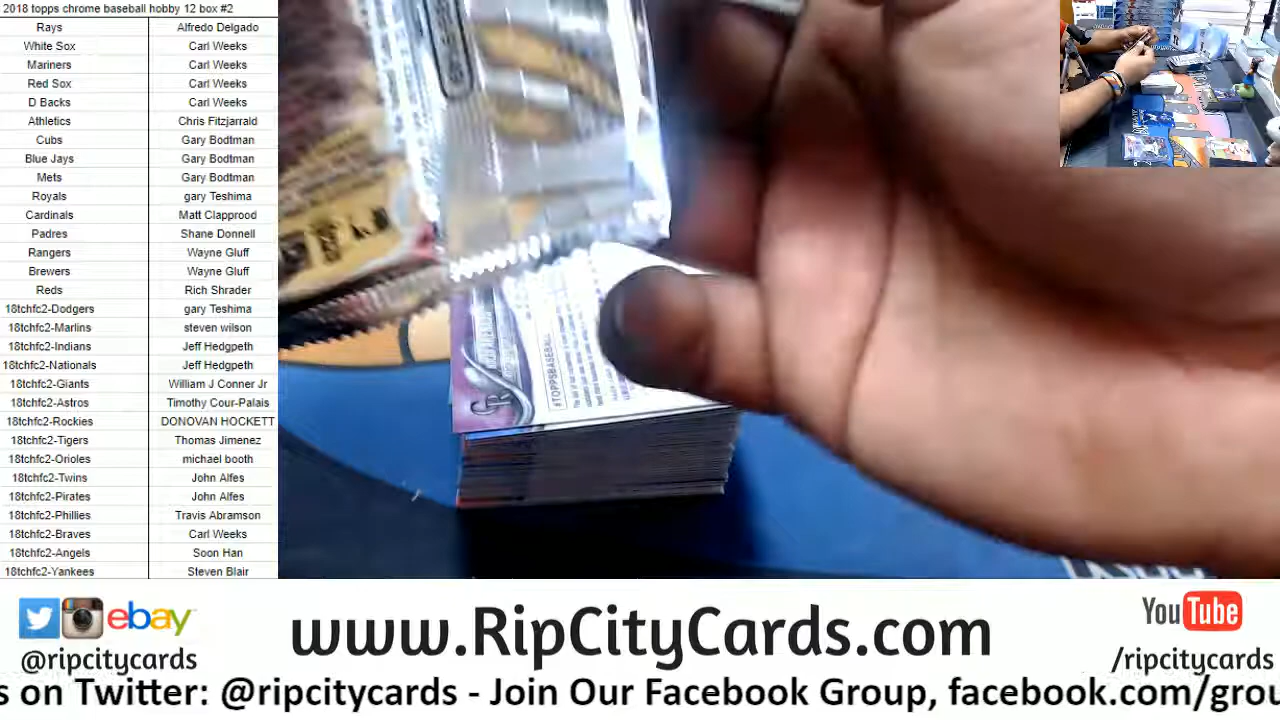 2018 topps chrome baseball hobby 12 box #2
Rays Alfredo Delgado
White Sox Carl Weeks
Mariners Carl Weeks
Red Sox Carl Weeks
D Backs Carl Weeks
Athletics Chris Fitzjarrald
Cubs Gary Bodtman
Blue Jays Gary Bodtman
Mets Gary Bodtman
Royals gary Teshima
Cardinals Matt Clapprood
Padres Shane Donnell
Rangers Wayne Gluff
Brewers Wayne Gluff
Reds Rich Shrader
18tchfc2-Dodgers gary Teshima
18tchfc2-Marlins steven wilson
18tchfc2-Indians Jeff Hedgpeth
18tchfc2-Nationals Jeff Hedgpeth
18tchfc2-Giants William J Conner Jr
18tchfc2-Astros Timothy Cour-Palais
18tchfc2-Rockies DONOVAN HOCKETT
18tchfc2-Tigers Thomas Jimenez
18tchfc2-Orioles michael booth
18tchfc2-Twins John Alfes
18tchfc2-Pirates John Alfes
18tchfc2-Phillies Travis Abramson
18tchfc2-Braves Carl Weeks
18tchfc2-Angels Soon Han
18tchfc2-Yankees Steven Blair
#TOPPSBASEBALL
CR
ebay
@ripcitycards
www.RipCityCards.com
YouTube
/ripcitycards
s on Twitter: @ripcitycards - Join Our Facebook Group, facebook.com/grou